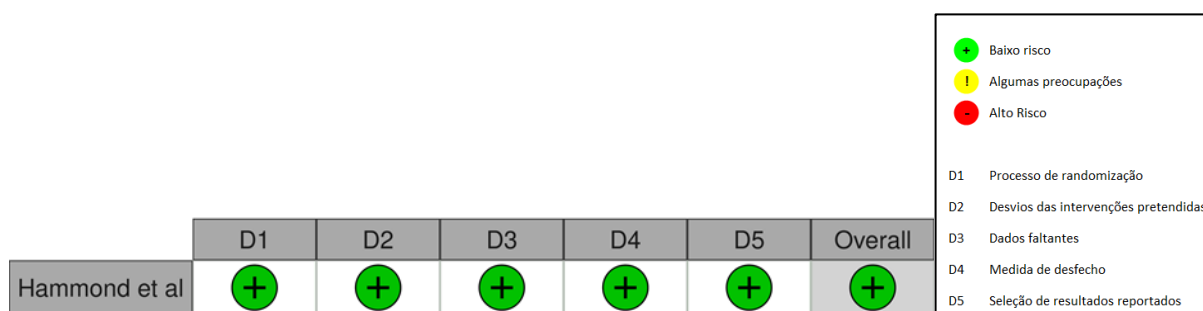 + Baixo risco
! Algumas preocupações
- Alto Risco
D1 Processo de randomização
D2 Desvios das intervenções pretendidas
D3 Dados faltantes
D4 Medida de desfecho
D5 Seleção de resultados reportados
D1 D2 D3 D4 D5 Overall
Hammond et al + + + + + +